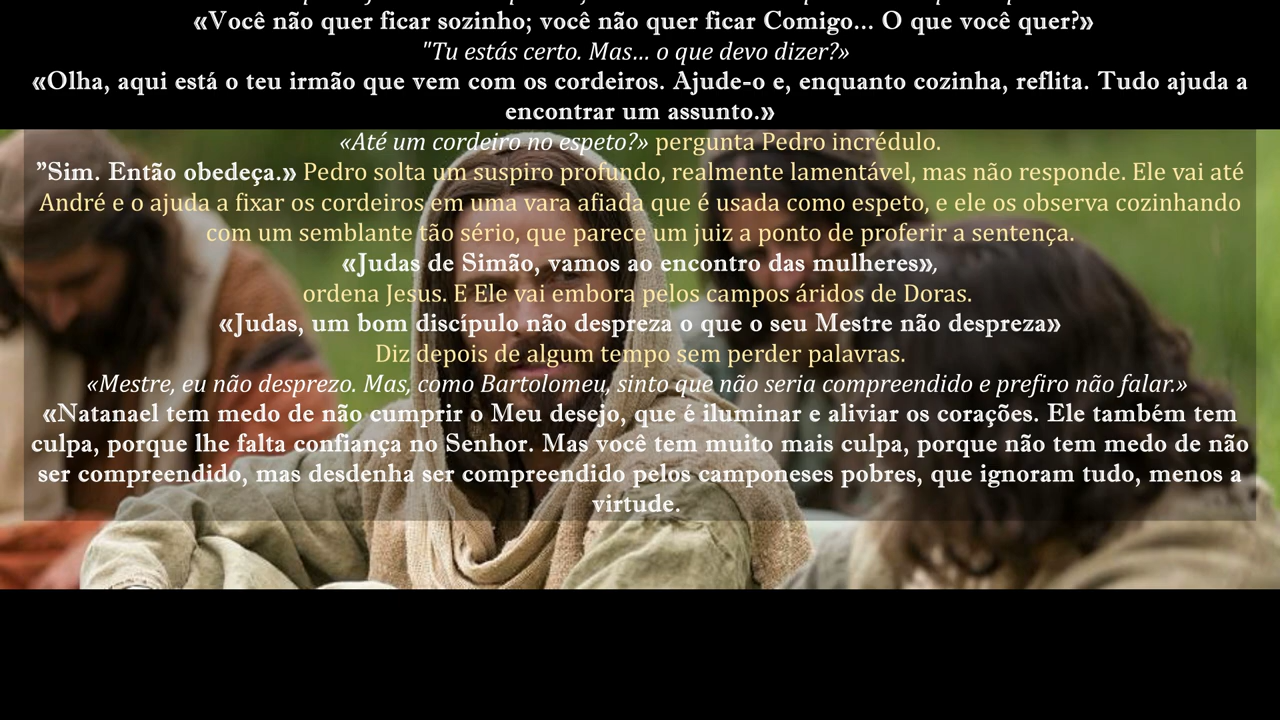 «Você não quer ficar sozinho; você não quer ficar Comigo... O que você quer?»
"Tu estás certo. Mas... o que devo dizer?»
«Olha, aqui está o teu irmão que vem com os cordeiros. Ajude-o e, enquanto cozinha, reflita. Tudo ajuda a
encontrar um assunto.»
«Até um cordeiro no espeto?» pergunta Pedro incrédulo.
”Sim. Então obedeça.» Pedro solta um suspiro profundo, realmente lamentável, mas não responde. Ele vai até
André e o ajuda a fixar os cordeiros em uma vara afiada que é usada como espeto, e ele os observa cozinhando
com um semblante tão sério, que parece um juiz a ponto de proferir a sentença.
«Judas de Simão, vamos ao encontro das mulheres»,
ordena Jesus. E Ele vai embora pelos campos áridos de Doras.
«Judas, um bom discípulo não despreza o que o seu Mestre não despreza»
Diz depois de algum tempo sem perder palavras.
«Mestre, eu não desprezo. Mas, como Bartolomeu, sinto que não seria compreendido e prefiro não falar.»
«Natanael tem medo de não cumprir o Meu desejo, que é iluminar e aliviar os corações. Ele também tem
culpa, porque lhe falta confiança no Senhor. Mas você tem muito mais culpa, porque não tem medo de não
ser compreendido, mas desdenha ser compreendido pelos camponeses pobres, que ignoram tudo, menos a
virtude.